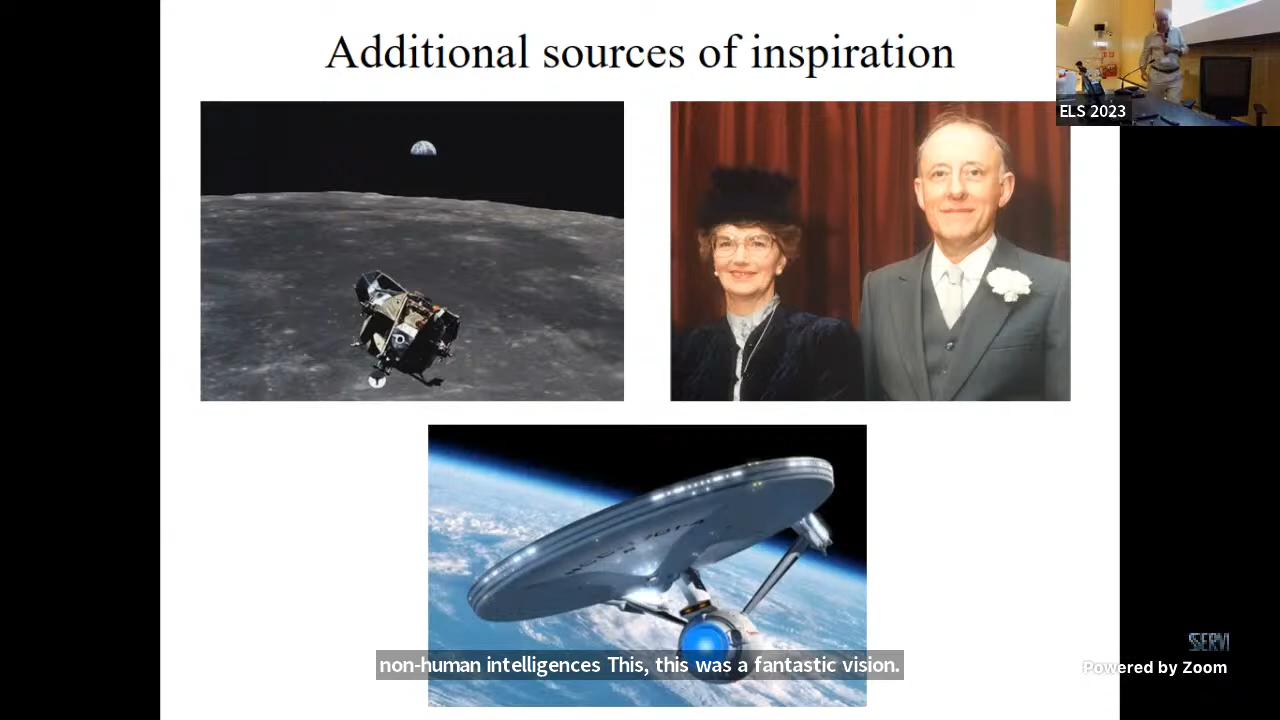 Additional sources of inspiration
ELS 2023
non-human intelligences This, this was a fantastic vision.
Powered by Zoom